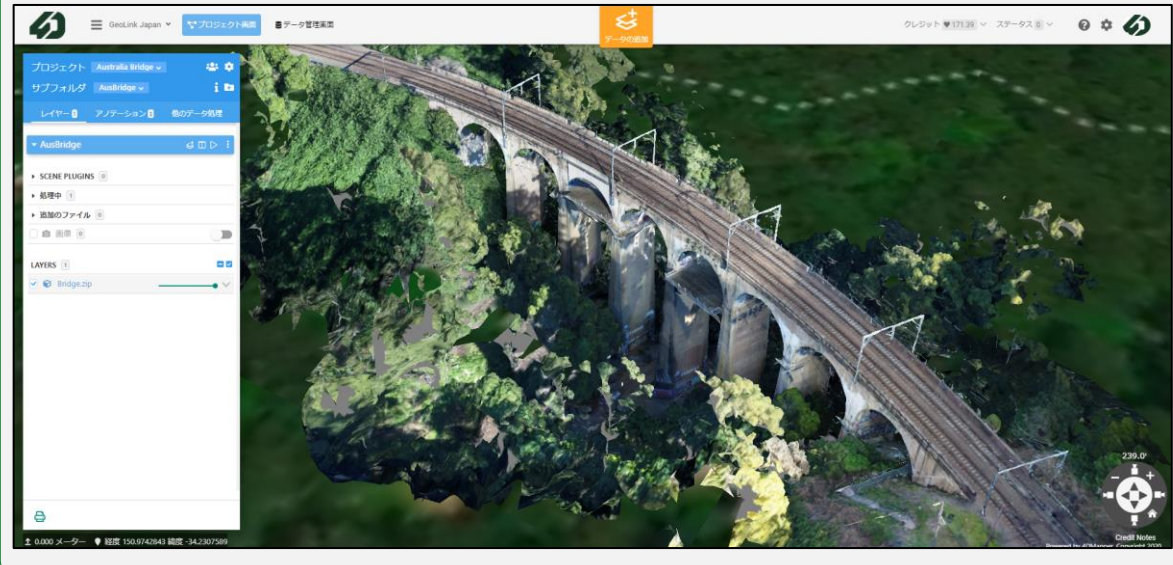 GeoLink Japan
プロジェクト画面
データ管理画面
データの追加
クレジット 171.39
ステータス 0
プロジェクト Australia Bridge
サブフォルダ AusBridge
レイヤー 1 アノテーション 0 他のデータ処理
AusBridge
SCENE PLUGINS 0
処理中 1
追加のファイル 0
画像 0
LAYERS 1
Bridge.zip
239.0°
Credit Notes
Powered by 4DMapper, Copyright 2020
± 0.000 メーター 経度 150.9742843 緯度 -34.2307589